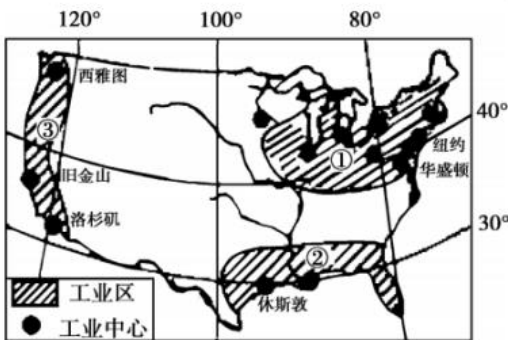 120° 100° 80°
西雅图
③
40°
纽约
①
华盛顿
旧金山
洛杉矶
30°
②
休斯敦
工业区
工业中心